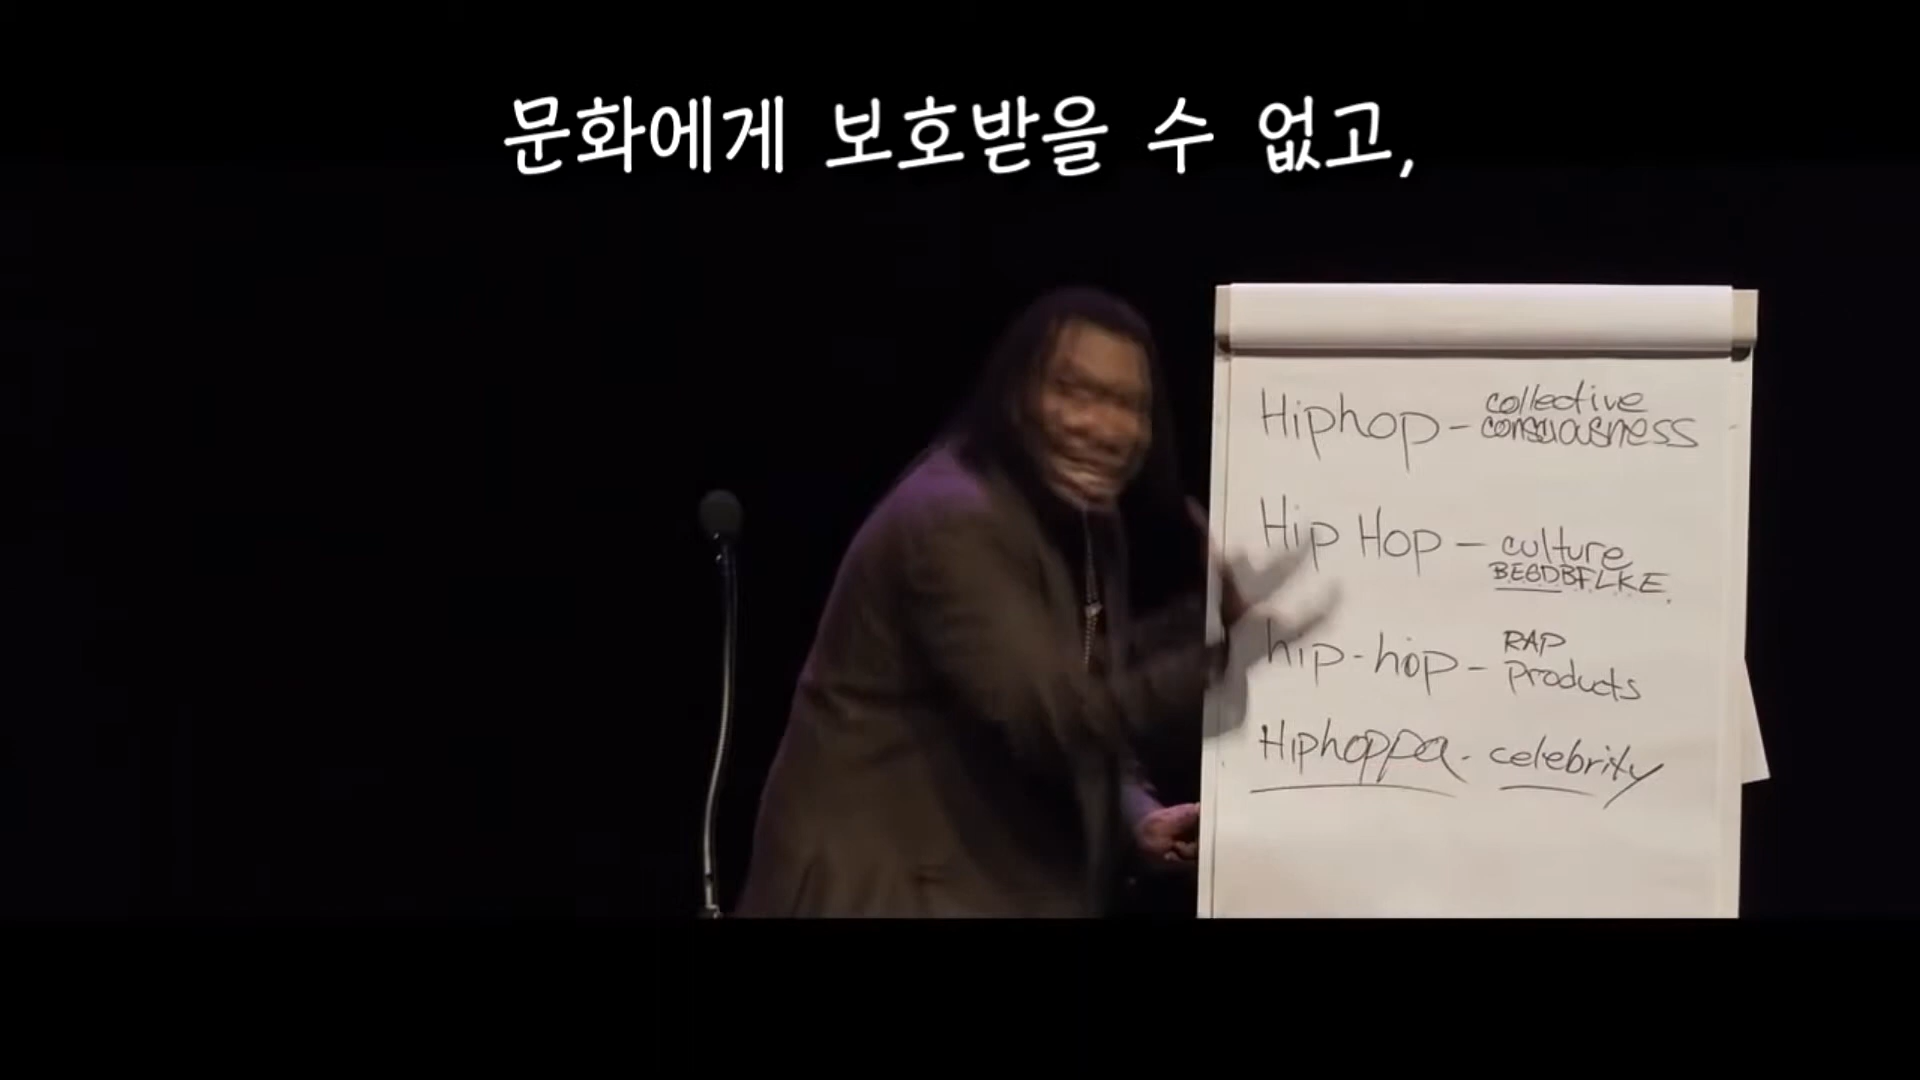 문화에게 보호받을 수 없고,
Hiphop - collective
consciousness
Hip Hop - culture
BEGDBFLKE.
hip-hop - RAP
products
Hiphoppa. celebrity